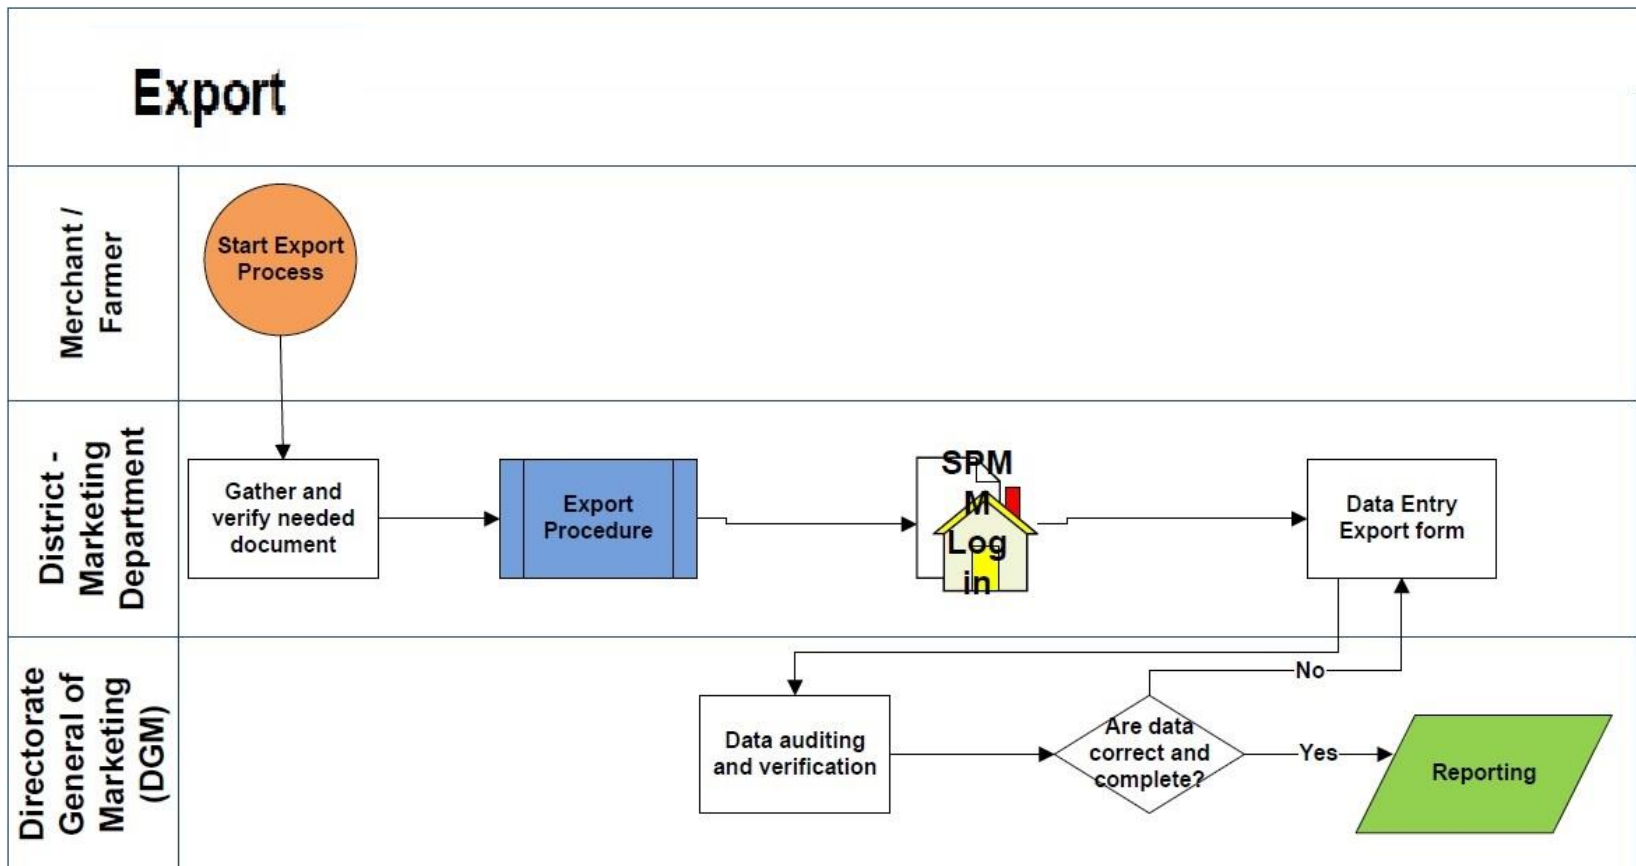 Export
Merchant /
Farmer
Start Export
Process
District -
Marketing
Department
Gather and
verify needed
document
Export
Procedure
SPM
M
Log
in
Data Entry
Export form
Directorate
General of
Marketing
(DGM)
Data auditing
and verification
Are data
correct and
complete?
No
Yes
Reporting